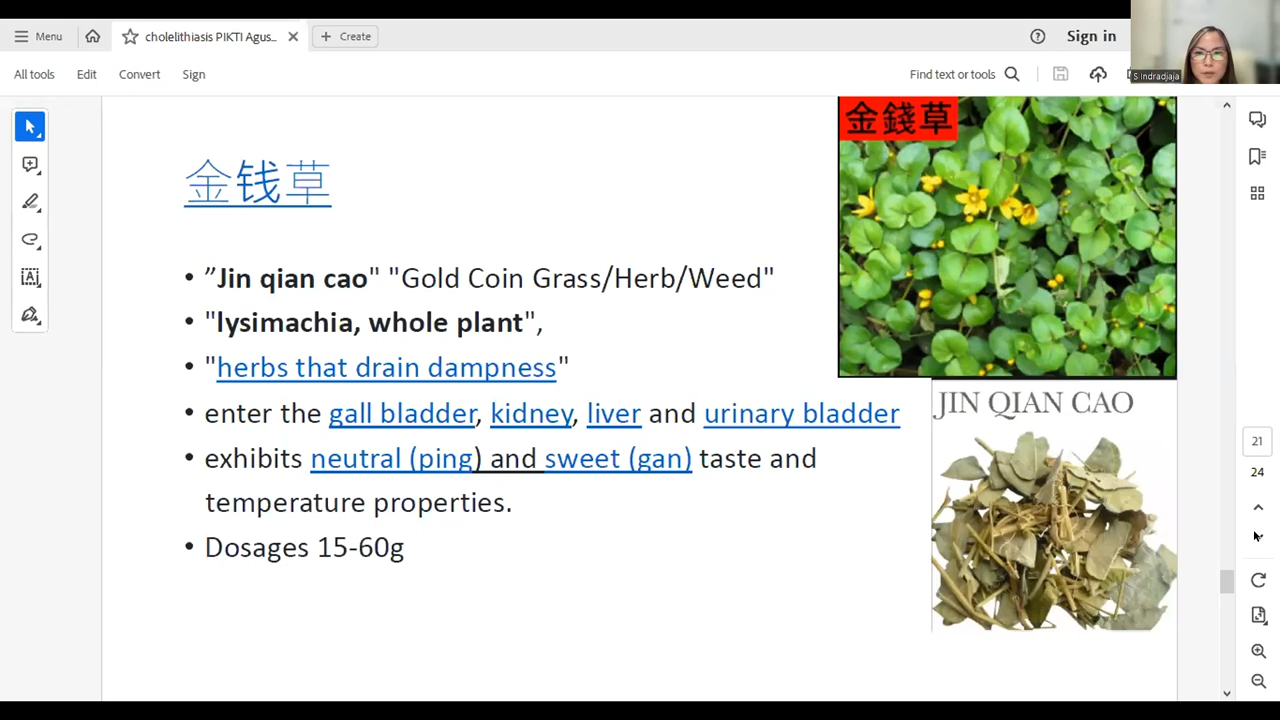 Menu
cholelithiasis PIKTI Agus...
Create
Sign in
All tools
Edit
Convert
Sign
Find text or tools
S Indradjaja
金錢草
金钱草
• ”Jin qian cao" "Gold Coin Grass/Herb/Weed"
• "lysimachia, whole plant",
• "herbs that drain dampness"
• enter the gall bladder, kidney, liver and urinary bladder
• exhibits neutral (ping) and sweet (gan) taste and
temperature properties.
• Dosages 15-60g
JIN QIAN CAO
21
24